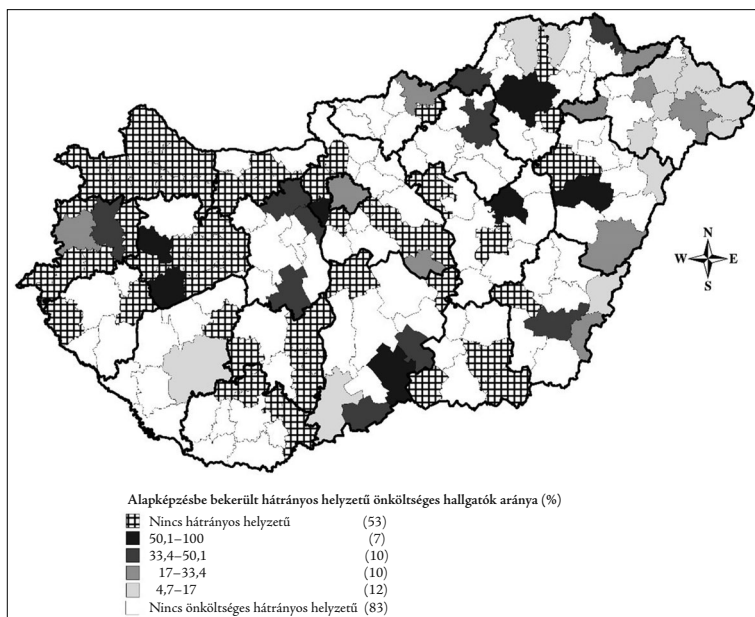 N
W E
S
Alapképzésbe bekerült hátrányos helyzetű önköltséges hallgatók aránya (%)
Nincs hátrányos helyzetű (53)
50,1–100 (7)
33,4–50,1 (10)
17–33,4 (10)
4,7–17 (12)
Nincs önköltséges hátrányos helyzetű (83)